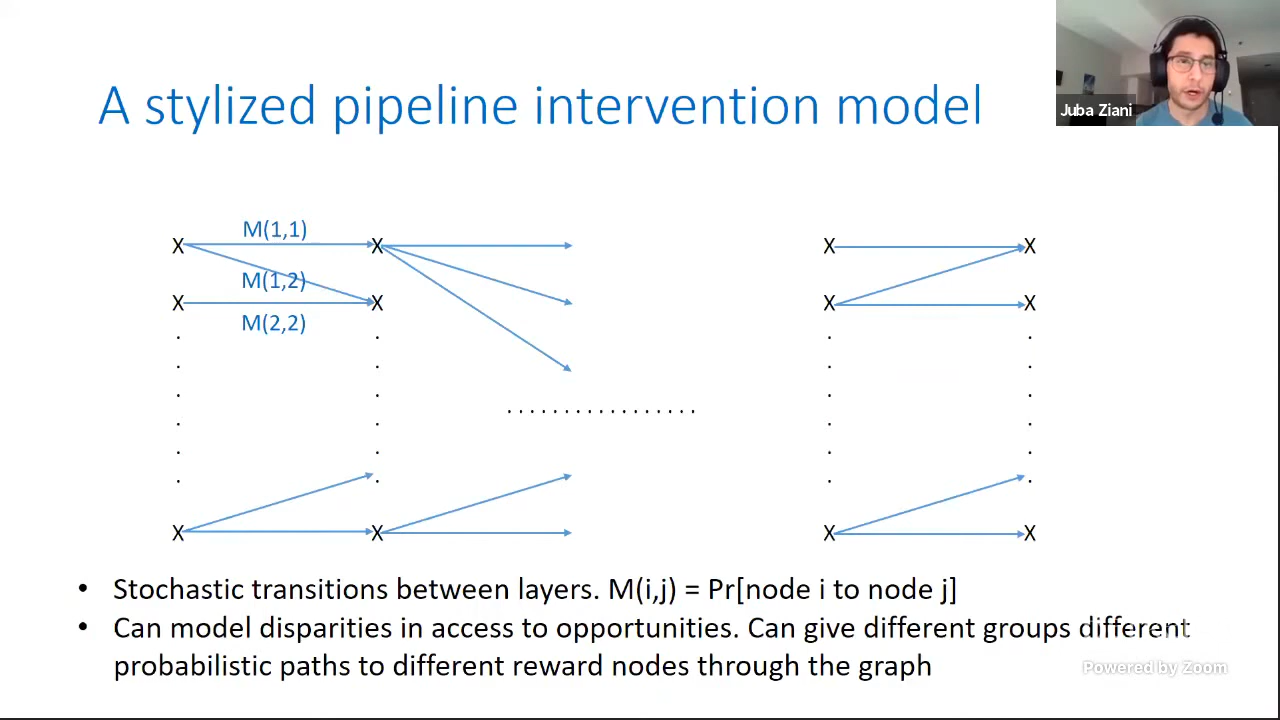 A stylized pipeline intervention model
Juba Ziani
M(1,1)
X X X X
M(1,2)
X X X X
M(2,2)
X X X X
• Stochastic transitions between layers. M(i,j) = Pr[node i to node j]
• Can model disparities in access to opportunities. Can give different groups different
probabilistic paths to different reward nodes through the graph
Powered by Zoom